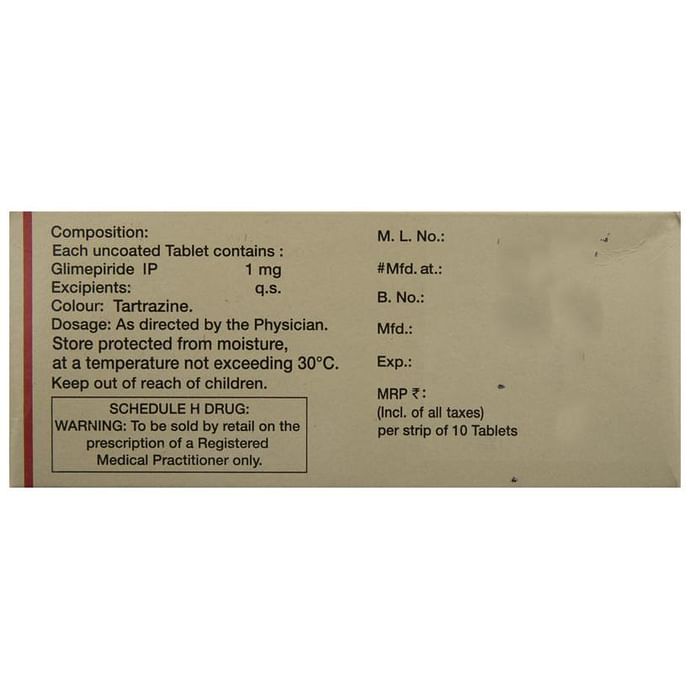 Composition:
Each uncoated Tablet contains :
Glimepiride IP 1 mg
Excipients: q.s.
Colour: Tartrazine.
Dosage: As directed by the Physician.
Store protected from moisture,
at a temperature not exceeding 30°C.
Keep out of reach of children.
SCHEDULE H DRUG:
WARNING: To be sold by retail on the
prescription of a Registered
Medical Practitioner only.
M. L. No.:
#Mfd. at.:
B. No.:
Mfd.:
Exp.:
MRP ₹:
(Incl. of all taxes)
per strip of 10 Tablets